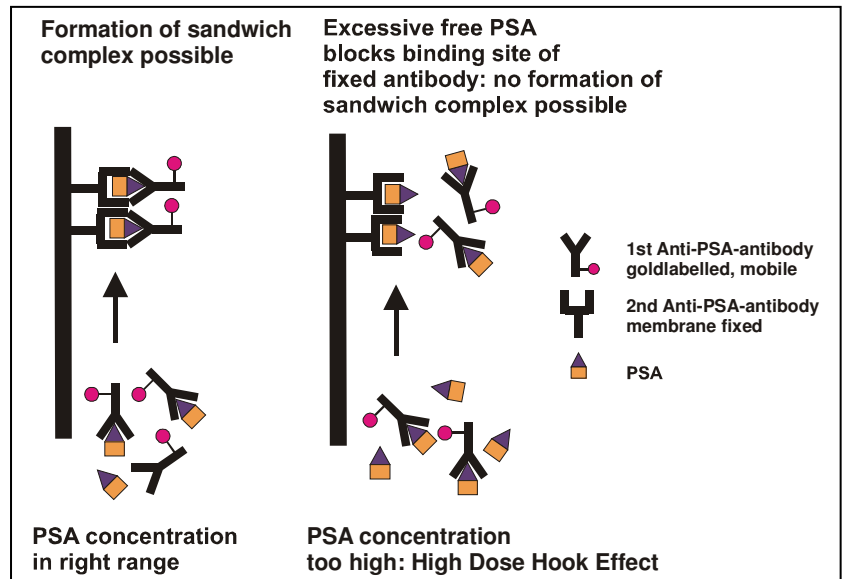 Formation of sandwich
complex possible
Excessive free PSA
blocks binding site of
fixed antibody: no formation of
sandwich complex possible
1st Anti-PSA-antibody
goldlabelled, mobile
2nd Anti-PSA-antibody
membrane fixed
PSA
PSA concentration
in right range
PSA concentration
too high: High Dose Hook Effect